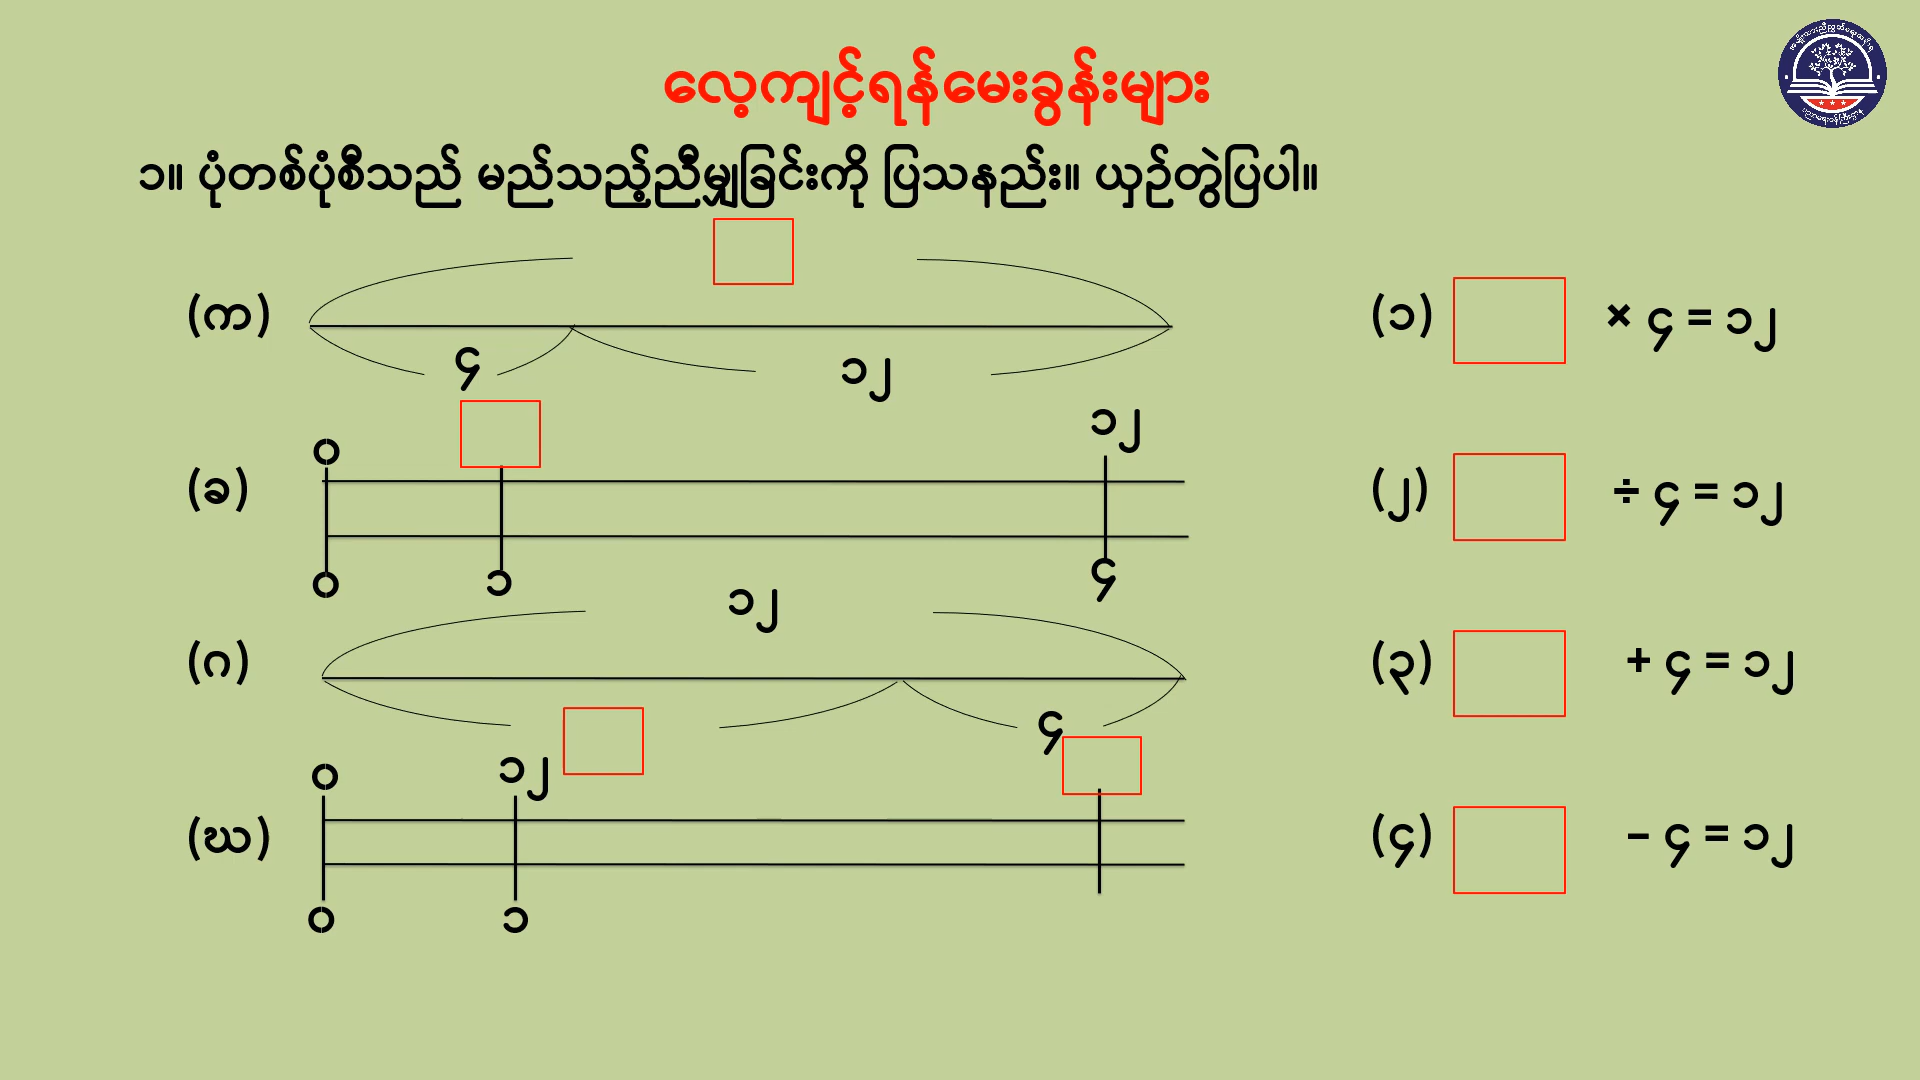 လေ့ကျင့်ရန်မေးခွန်းများ
၁။ ပုံတစ်ပုံစီသည် မည်သည့်ညီမျှခြင်းကို ပြသနည်း။ ယှဉ်တွဲပြပါ။
(က)
၄
၁၂
(၁) × ၄ = ၁၂
(ခ)
၀
၁၂
၀
၁
၄
(၂) ÷ ၄ = ၁၂
(ဂ)
၁၂
၄
(၃) + ၄ = ၁၂
(ဃ)
၀
၁၂
၀
၁
(၄) – ၄ = ၁၂